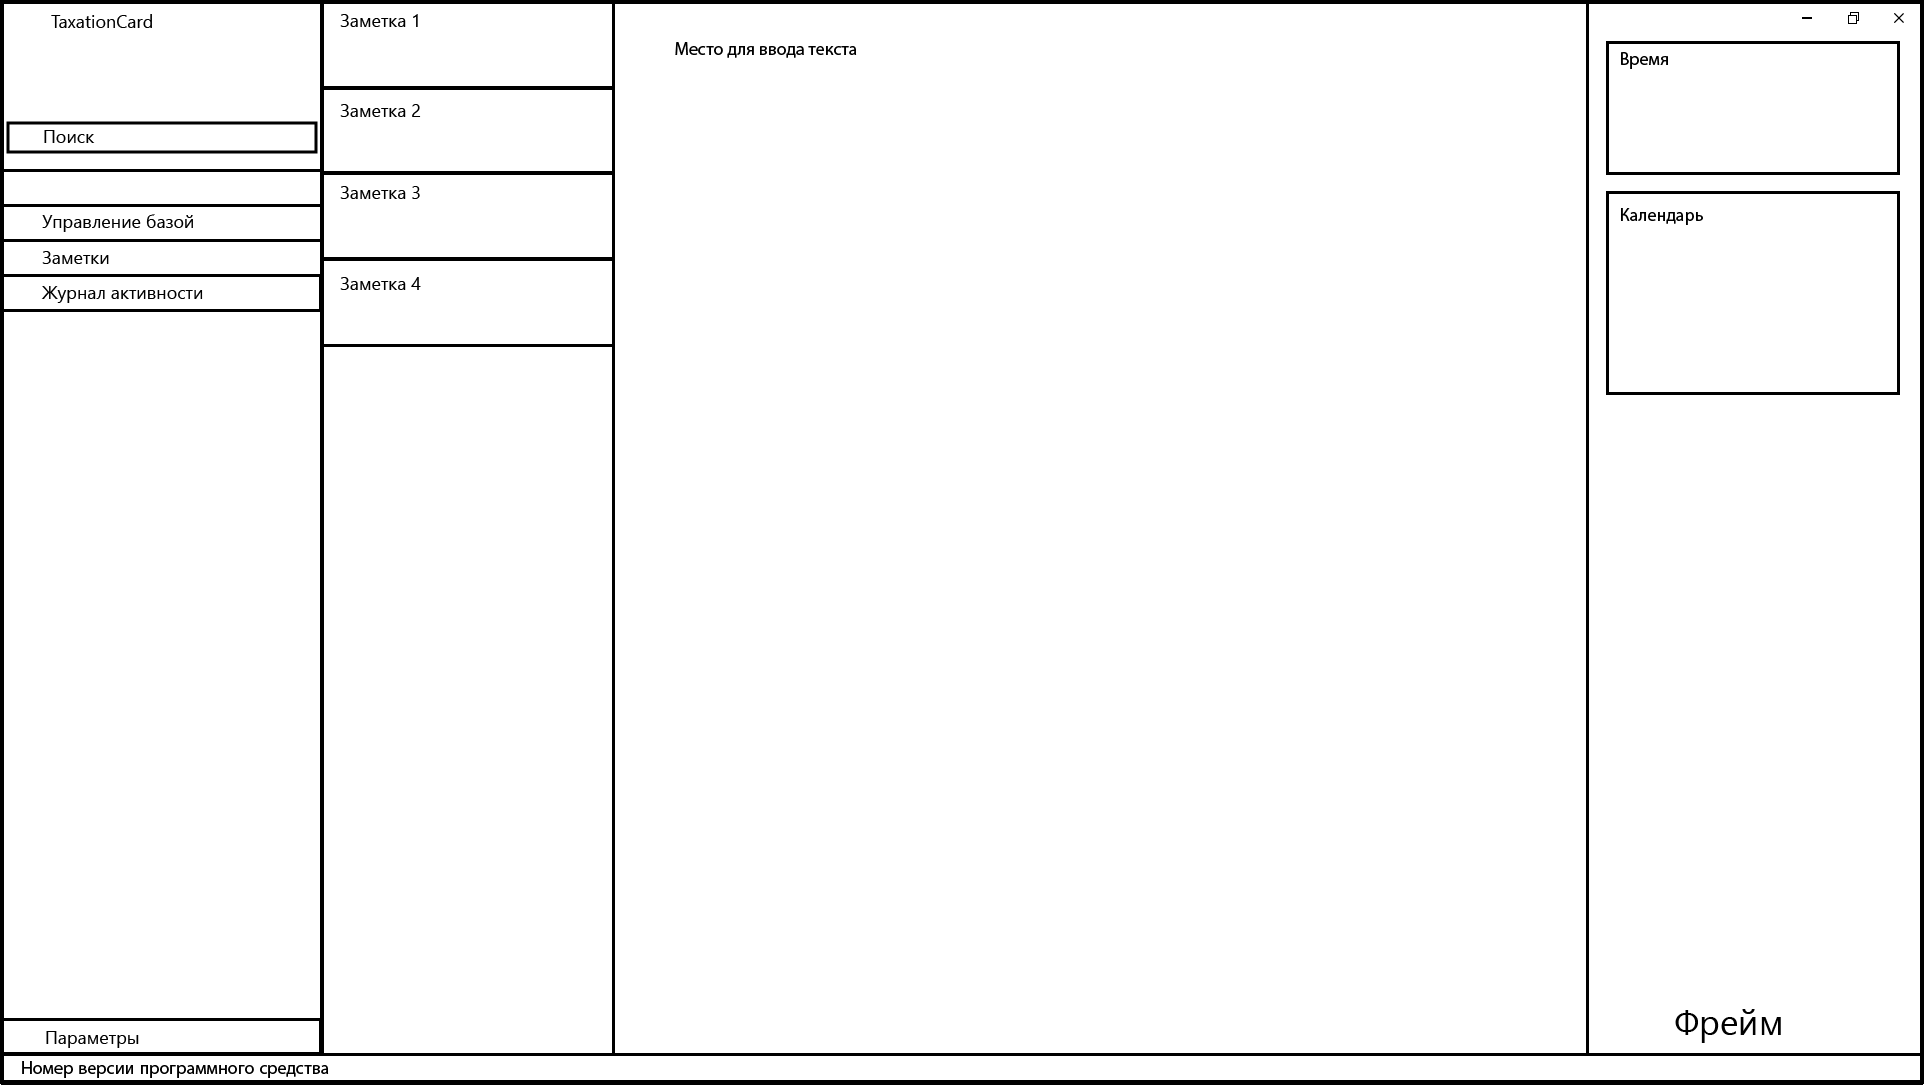 TaxationCard
Поиск
Управление базой
Заметки
Журнал активности
Параметры
Заметка 1
Заметка 2
Заметка 3
Заметка 4
Место для ввода текста
Время
Календарь
Фрейм
Номер версии программного средства